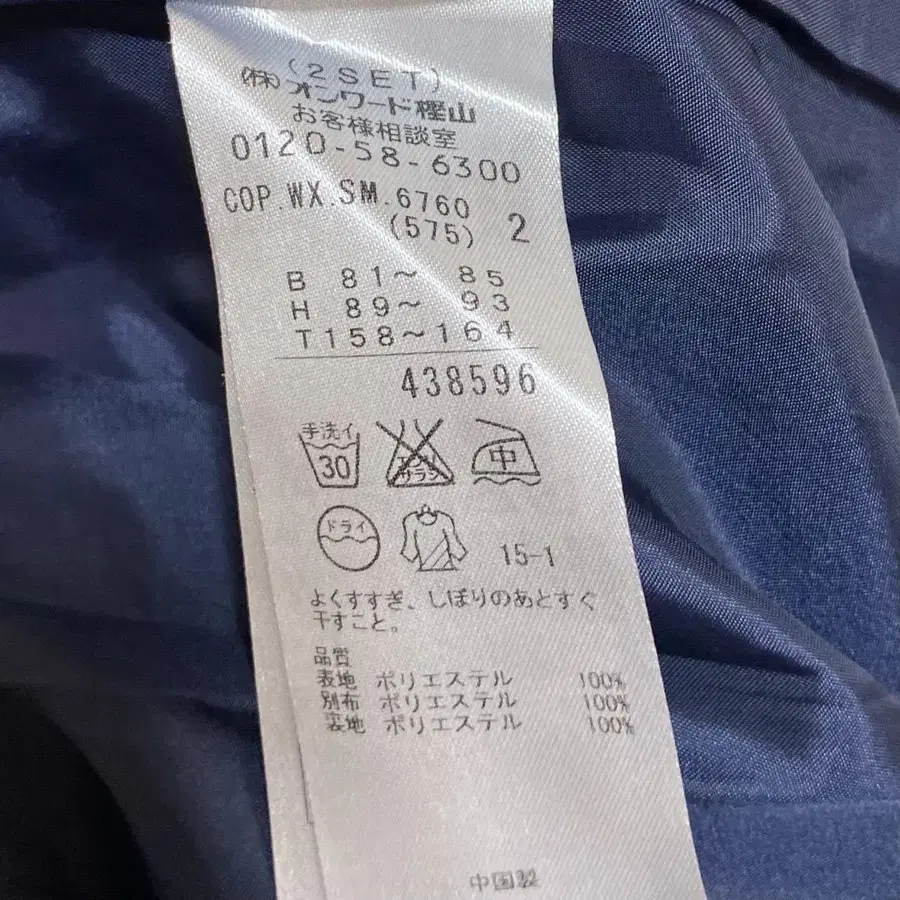 (2SET)
(株)オンワード樫山
お客様相談室
0120-58-6300
COP.WX.SM.6760
(575) 2
B 81～ 85
H 89～ 93
T158～164
438596
手洗イ 30 エンソ サラシ 中
ドライ 15-1
よくすすぎ、しぼりのあとすぐ
干すこと。
品質
表地 ポリエステル 100%
別布 ポリエステル 100%
裏地 ポリエステル 100%
中国製